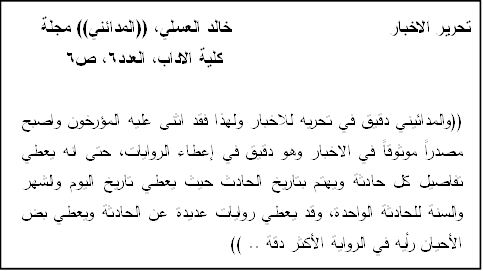 تحرير الاخبار خالد العسلي، ((المدائني)) مجلة
كلية الاداب، العدد٦، ص٦
((والمدائيني دقيق في تحريه للاخبار ولهذا فقد اثنى عليه المؤرخون واصبح
مصدراً موثوقاً في الاخبار وهو دقيق في إعطاء الروايات، حتى انه يعطي
تفاصيل كل حادثة ويهتم بتاريخ الحادث حيث يعطي تاريخ اليوم ولشهر
والسنة للحادثة الواحدة، وقد يعطي روايات عديدة عن الحادثة ويعطي بض
الأحيان رأيه في الرواية الأكثر دقة .. ))